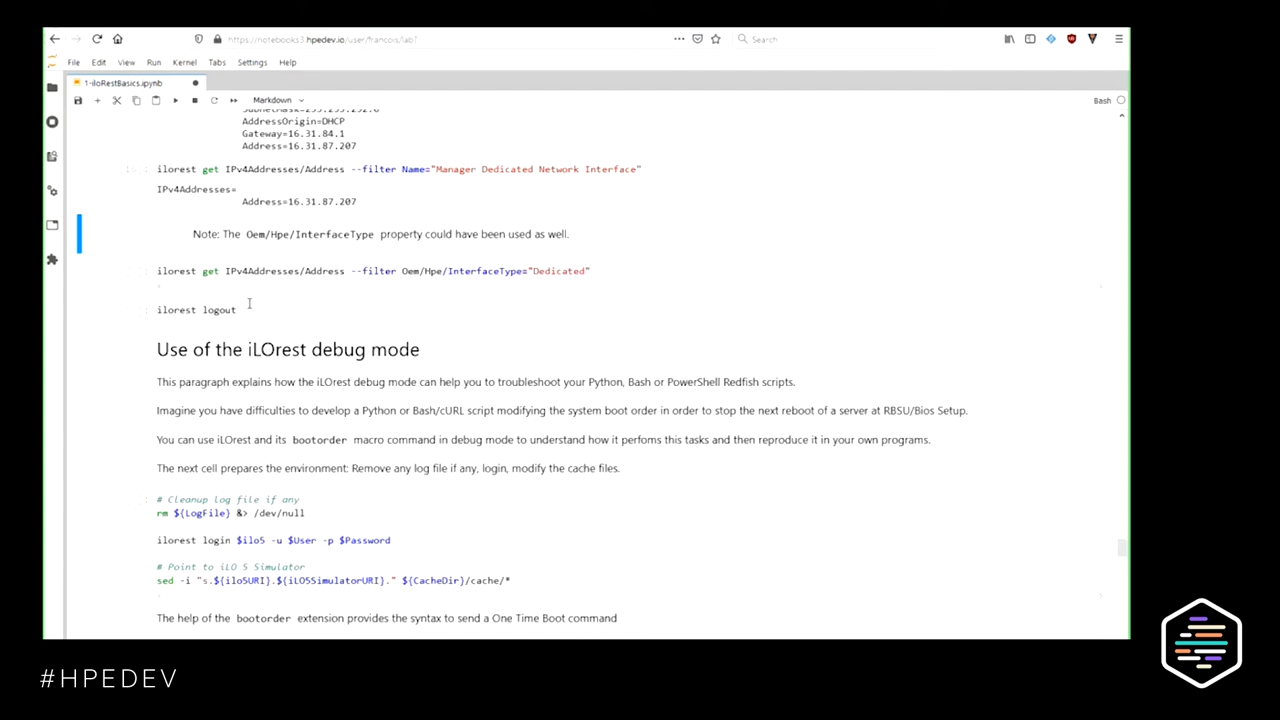 https://notebooks3.hpedev.io/user/francois/lab?
Search
File Edit View Run Kernel Tabs Settings Help
1-iloRestBasics.ipynb
Markdown
Bash
AddressOrigin=DHCP
Gateway=16.31.84.1
Address=16.31.87.207
ilorest get IPv4Addresses/Address --filter Name="Manager Dedicated Network Interface"
IPv4Addresses=
Address=16.31.87.207
Note: The Oem/Hpe/InterfaceType property could have been used as well.
ilorest get IPv4Addresses/Address --filter Oem/Hpe/InterfaceType="Dedicated"
ilorest logout
Use of the iLOrest debug mode
This paragraph explains how the iLOrest debug mode can help you to troubleshoot your Python, Bash or PowerShell Redfish scripts.
Imagine you have difficulties to develop a Python or Bash/cURL script modifying the system boot order in order to stop the next reboot of a server at RBSU/Bios Setup.
You can use iLOrest and its bootorder macro command in debug mode to understand how it perfoms this tasks and then reproduce it in your own programs.
The next cell prepares the environment: Remove any log file if any, login, modify the cache files.
# Cleanup log file if any
rm ${LogFile} &> /dev/null
ilorest login $ilo5 -u $User -p $Password
# Point to iLO 5 Simulator
sed -i "s.${ilo5URI}.${iLO5SimulatorURI}." ${CacheDir}/cache/*
The help of the bootorder extension provides the syntax to send a One Time Boot command
#HPEDEV